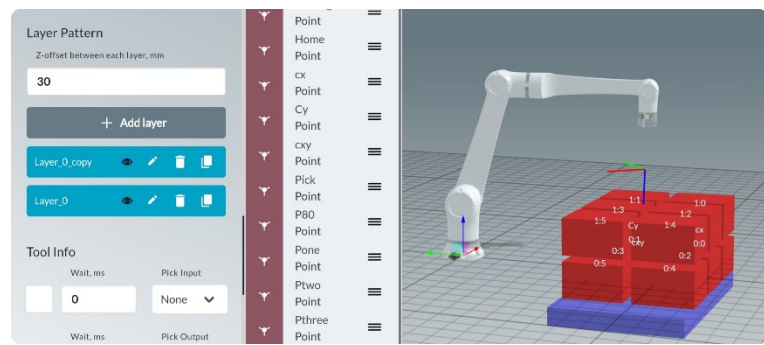 Layer Pattern
Z-offset between each layer, mm
30
+ Add layer
Layer_0_copy
Layer_0
Tool Info
Wait, ms
Pick Input
0
None
Wait, ms
Pick Output
Point
Home
Point
cx
Point
Cy
Point
cxy
Point
Pick
Point
P80
Point
Pone
Point
Ptwo
Point
Pthree
Point
1:1
1:0
1:3
1:2
1:5
Cy
1:4
cx
0:1
cxy
0:0
0:3
0:2
0:5
0:4